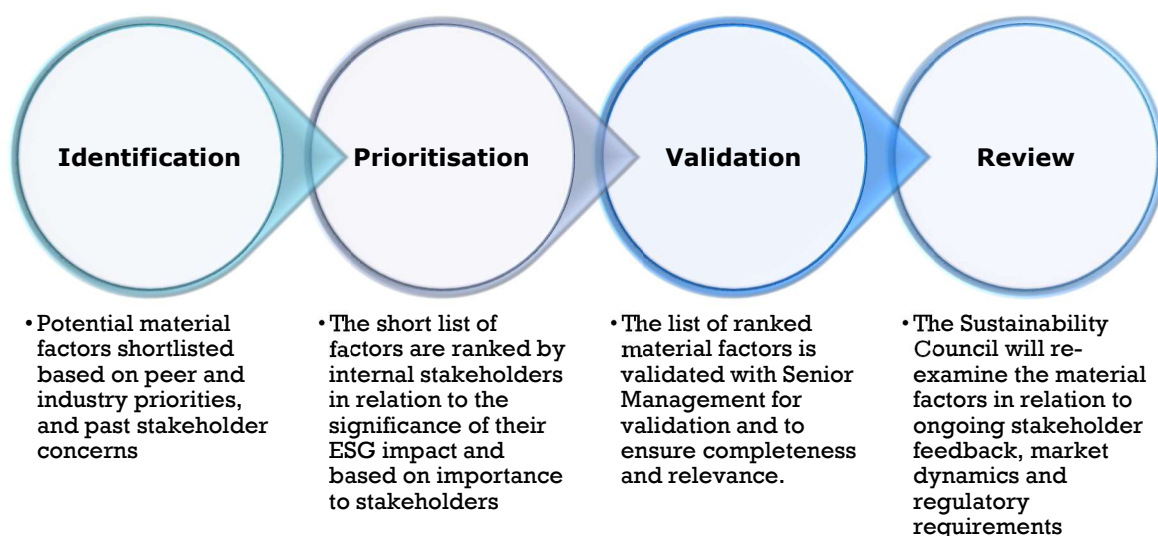 Identification
Prioritisation
Validation
Review
• Potential material
factors shortlisted
based on peer and
industry priorities,
and past stakeholder
concerns
• The short list of
factors are ranked by
internal stakeholders
in relation to the
significance of their
ESG impact and
based on importance
to stakeholders
• The list of ranked
material factors is
validated with Senior
Management for
validation and to
ensure completeness
and relevance.
• The Sustainability
Council will re-
examine the material
factors in relation to
ongoing stakeholder
feedback, market
dynamics and
regulatory
requirements